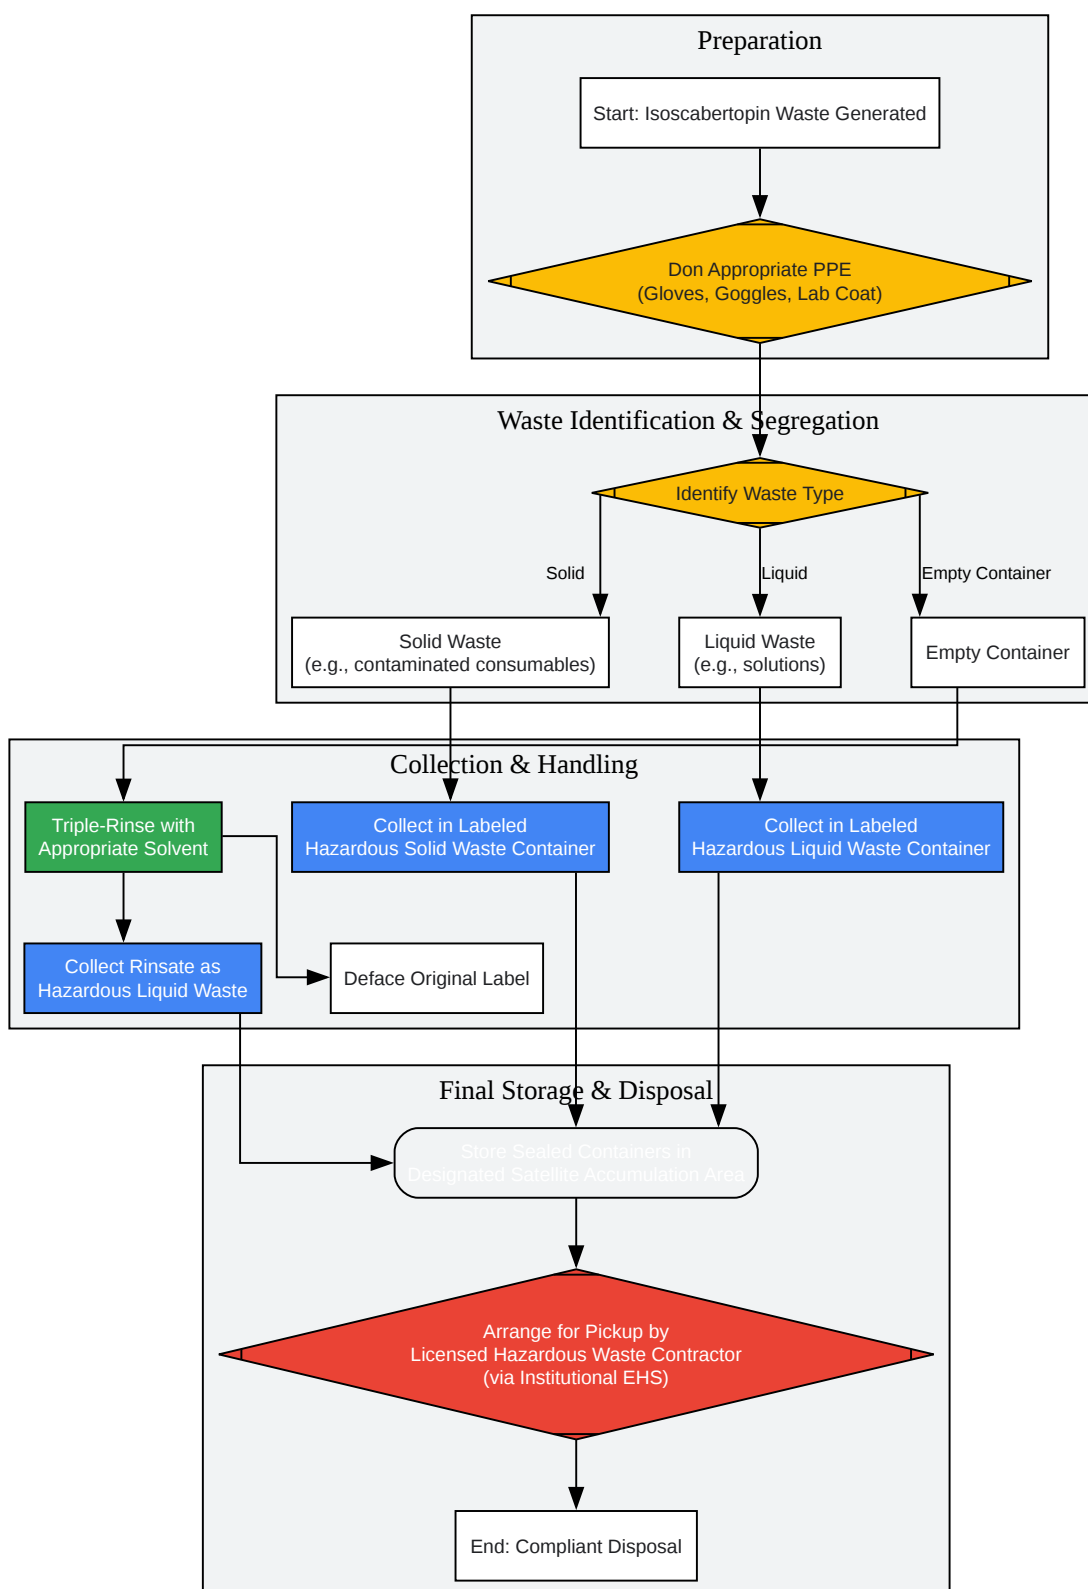 Preparation
Start: Isoscabertopin Waste Generated
Don Appropriate PPE
(Gloves, Goggles, Lab Coat)
Waste Identification & Segregation
Identify Waste Type
Solid
Liquid
Empty Container
Solid Waste
(e.g., contaminated consumables)
Liquid Waste
(e.g., solutions)
Empty Container
Collection & Handling
Triple-Rinse with
Appropriate Solvent
Collect in Labeled
Hazardous Solid Waste Container
Collect in Labeled
Hazardous Liquid Waste Container
Collect Rinsate as
Hazardous Liquid Waste
Deface Original Label
Final Storage & Disposal
Store Sealed Containers in
Designated Satellite Accumulation Area
Arrange for Pickup by
Licensed Hazardous Waste Contractor
(via Institutional EHS)
End: Compliant Disposal